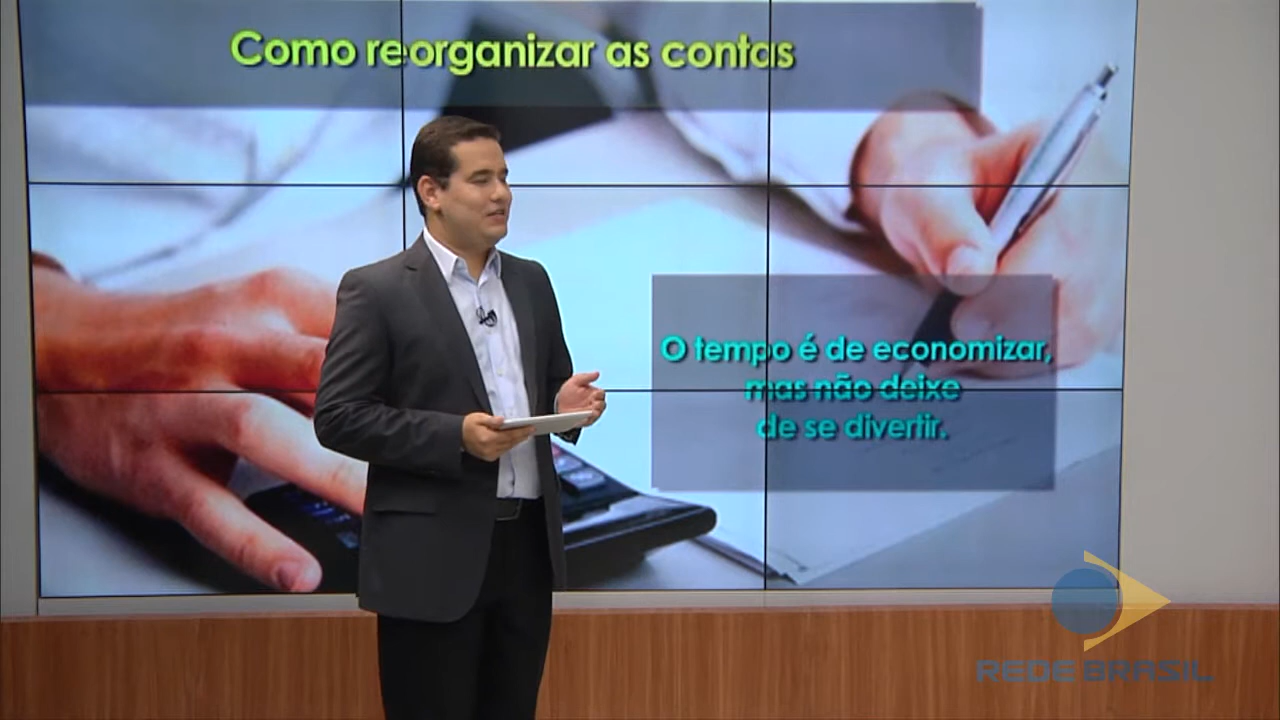 Como reorganizar as contas
O tempo é de economizar,
mas não deixe
de se divertir.
REDE BRASIL